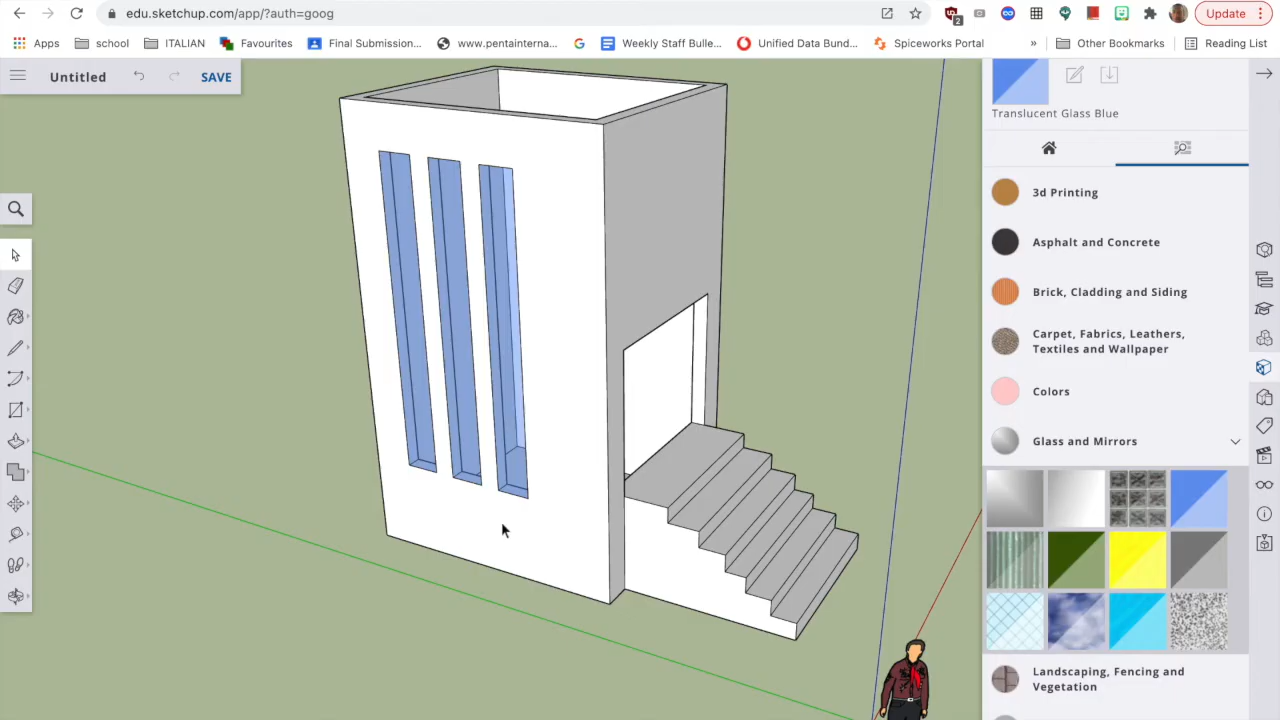 edu.sketchup.com/app/?auth=goog
2
Update
Apps
school
ITALIAN
Favourites
Final Submission...
www.pentainterna...
Weekly Staff Bulle...
Unified Data Bund...
Spiceworks Portal
»
Other Bookmarks
Reading List
Untitled
SAVE
Translucent Glass Blue
3d Printing
Asphalt and Concrete
Brick, Cladding and Siding
Carpet, Fabrics, Leathers,
Textiles and Wallpaper
Colors
Glass and Mirrors
Landscaping, Fencing and
Vegetation